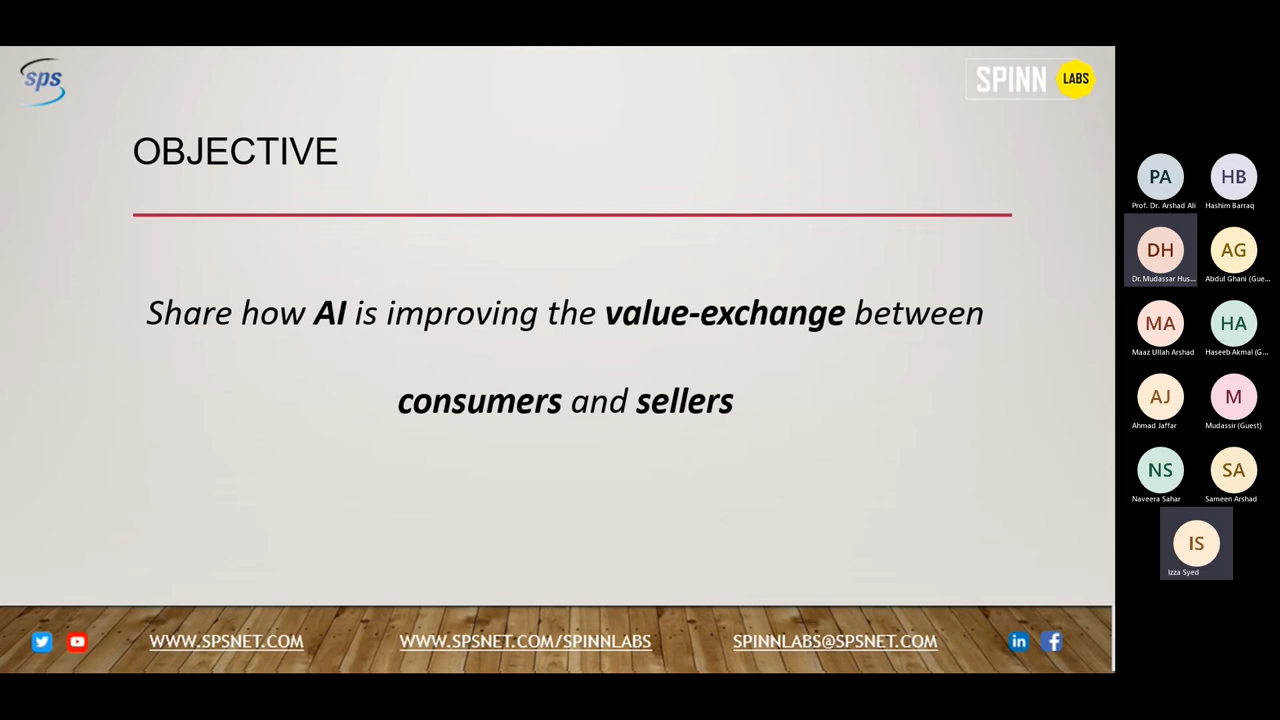 sps
SPINN LABS
OBJECTIVE
Share how AI is improving the value-exchange between
consumers and sellers
WWW.SPSNET.COM
WWW.SPSNET.COM/SPINNLABS
SPINNLABS@SPSNET.COM
in
f
PA
HB
Prof. Dr. Arshad Ali
Hashim Barraq
DH
AG
Dr. Mudassar Hus...
Abdul Ghani (Gue...
MA
HA
Maaz Ullah Arshad
Haseeb Akmal (G...
AJ
M
Ahmad Jaffar
Mudassir (Guest)
NS
SA
Naveera Sahar
Sameen Arshad
IS
Izza Syed